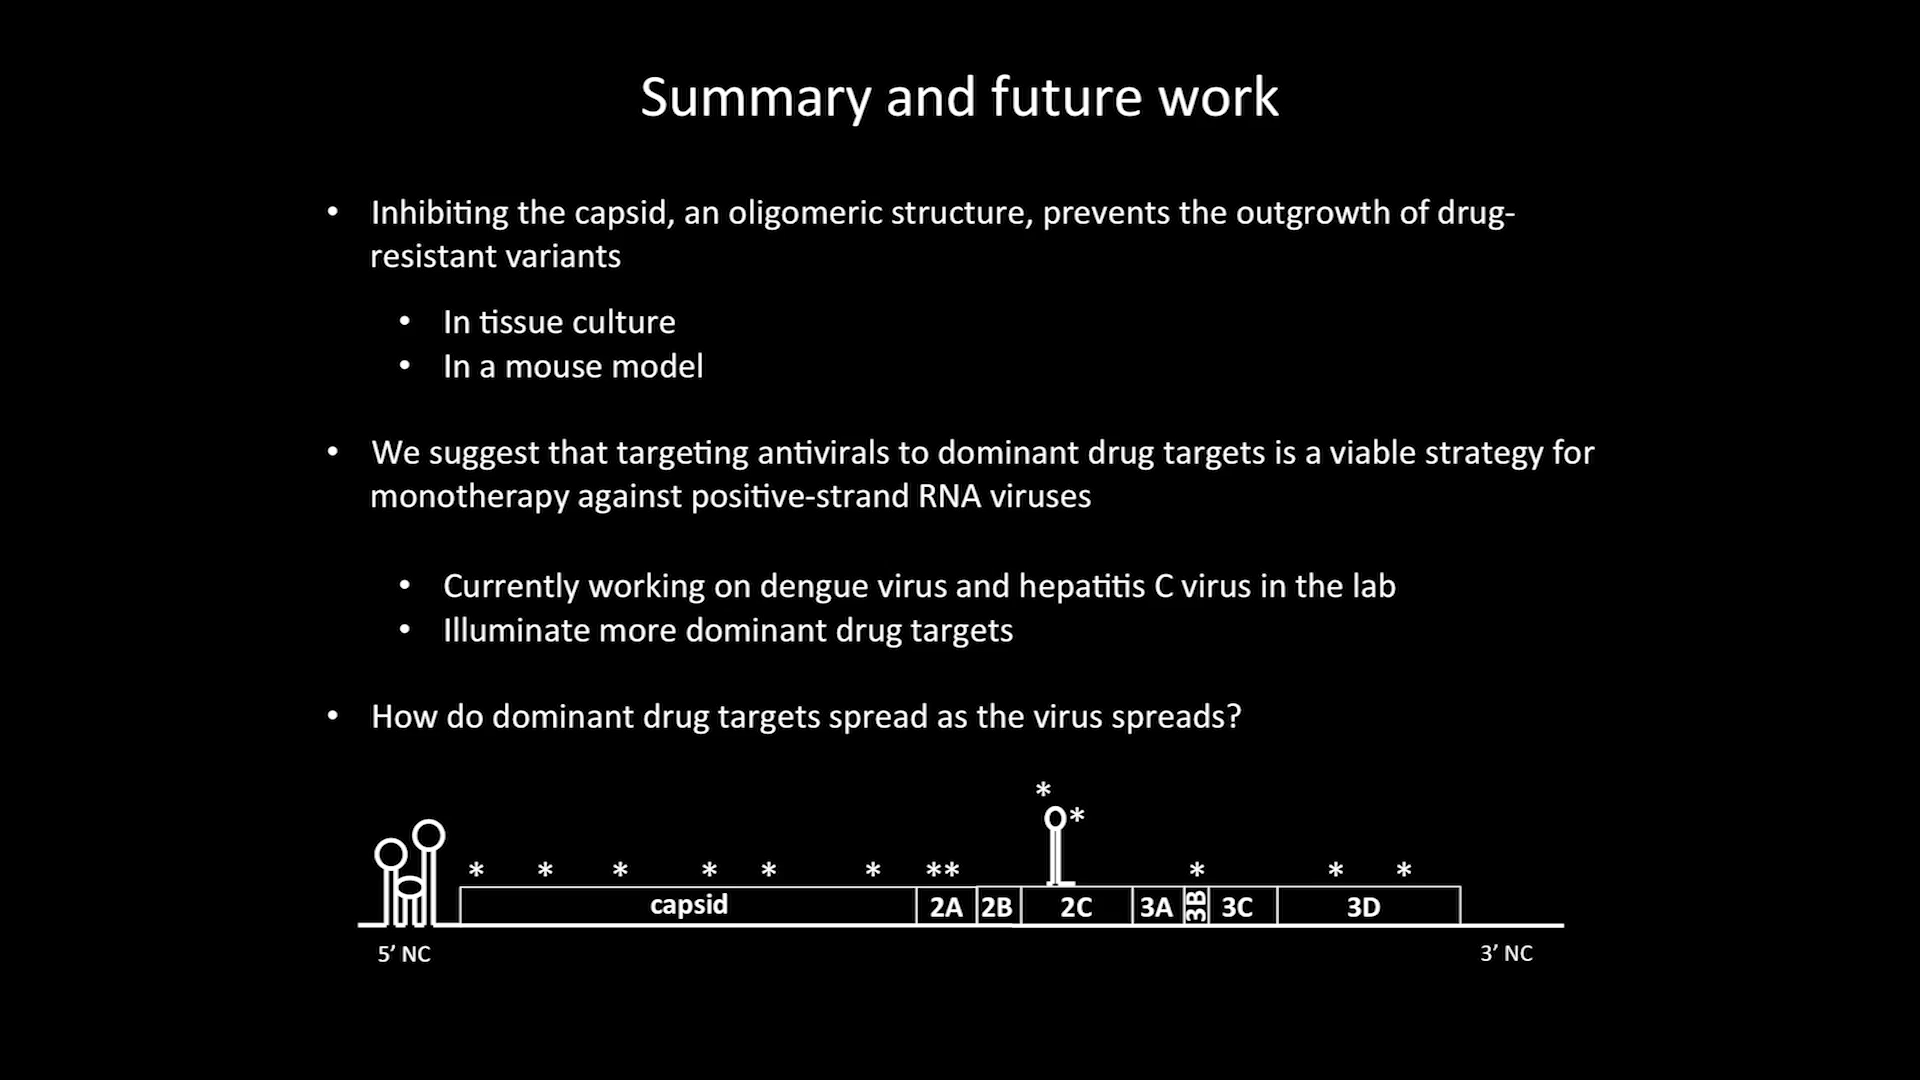 Summary and future work
• Inhibiting the capsid, an oligomeric structure, prevents the outgrowth of drug-
resistant variants
• In tissue culture
• In a mouse model
• We suggest that targeting antivirals to dominant drug targets is a viable strategy for
monotherapy against positive-strand RNA viruses
• Currently working on dengue virus and hepatitis C virus in the lab
• Illuminate more dominant drug targets
• How do dominant drug targets spread as the virus spreads?
*
*
* * * * * * ** * * *
capsid 2A 2B 2C 3A 3B 3C 3D
5’ NC 3’ NC